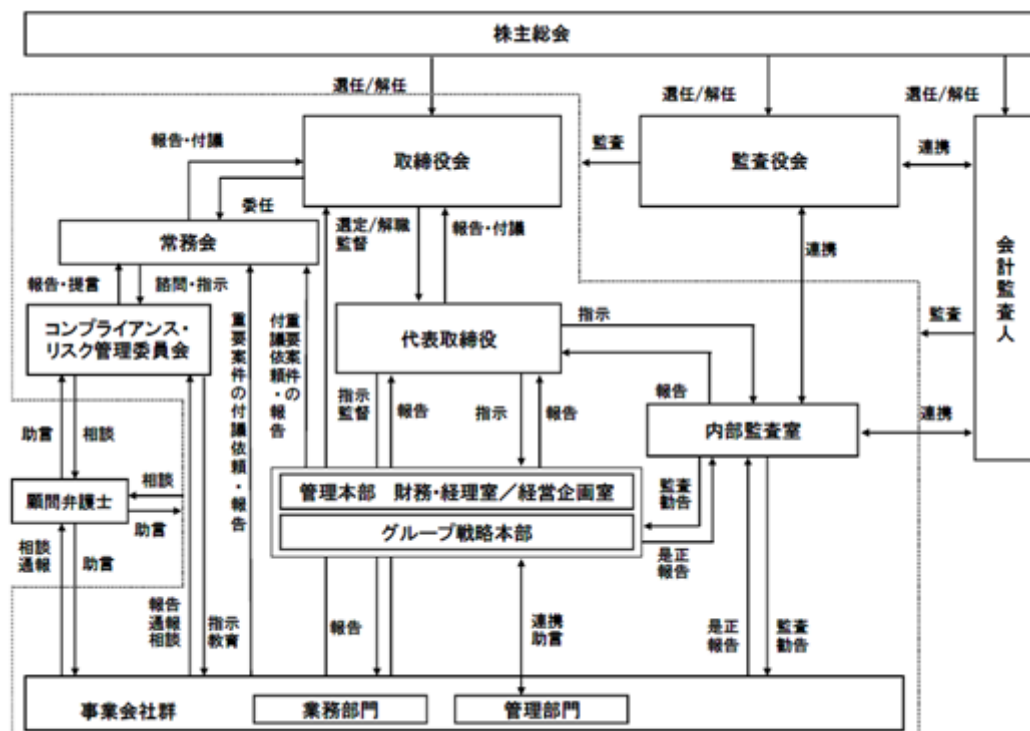 株主総会
選任/解任
選任/解任
選任/解任
報告・付議
取締役会
監査
監査役会
連携
委任
常務会
選定/解職
監督
報告・付議
連携
会計監査人
報告・提言
諮問・指示
コンプライアンス・
リスク管理委員会
重要案件の付議依頼・報告
重要案件の
付議依頼・報告
代表取締役
指示
監査
指示
監督
報告
指示
報告
報告
内部監査室
連携
助言
相談
顧問弁護士
相談
助言
管理本部 財務・経理室／経営企画室
グループ戦略本部
監査
勧告
是正
報告
相談
通報
助言
報告
通報
相談
指示
教育
報告
連携
助言
是正
報告
監査
勧告
事業会社群
業務部門
管理部門